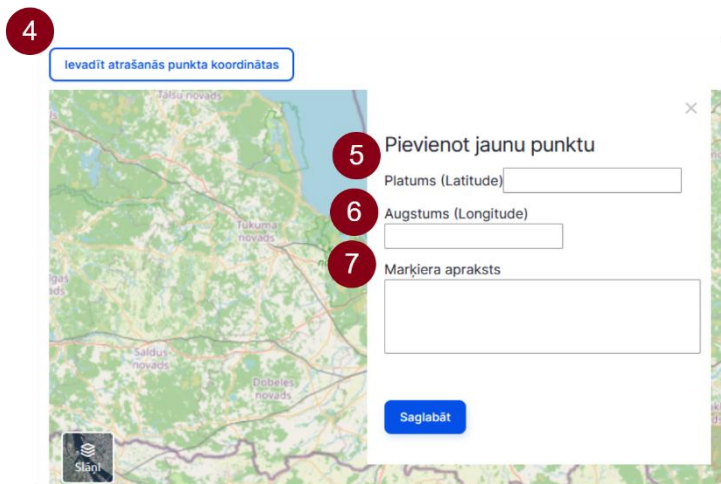 4
Ievadīt atrašanās punkta koordinātas
Talsu novads
Pievienot jaunu punktu
5
Platums (Latitude)
6
Augstums (Longitude)
Tukuma
novads
7
Marķiera apraksts
Saldus
novads
Dobeles
novads
Saglabāt
Slāņi